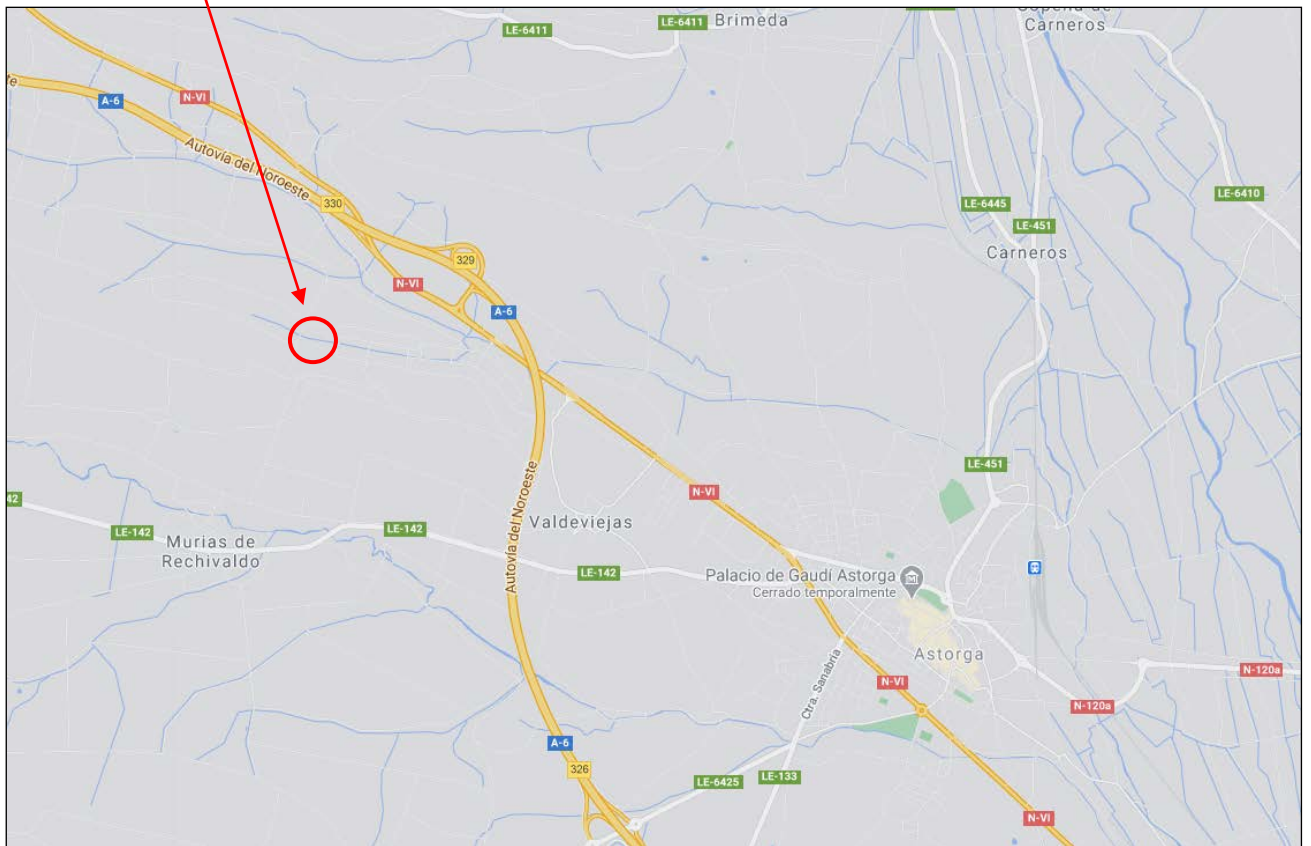 LE-6411
LE-6411
Brimeda
Carneros
A-6
N-VI
Autovía del Noroeste
330
329
N-VI
A-6
LE-6445
LE-451
LE-6410
Carneros
LE-451
N-VI
42
LE-142
Murias de
Rechivaldo
LE-142
Autovía del Noroeste
Valdeviejas
LE-142
Palacio de Gaudí Astorga
Cerrado temporalmente
Astorga
Ctra. Sanabria
N-VI
N-120a
N-120a
A-6
326
LE-6425
LE-133
N-VI